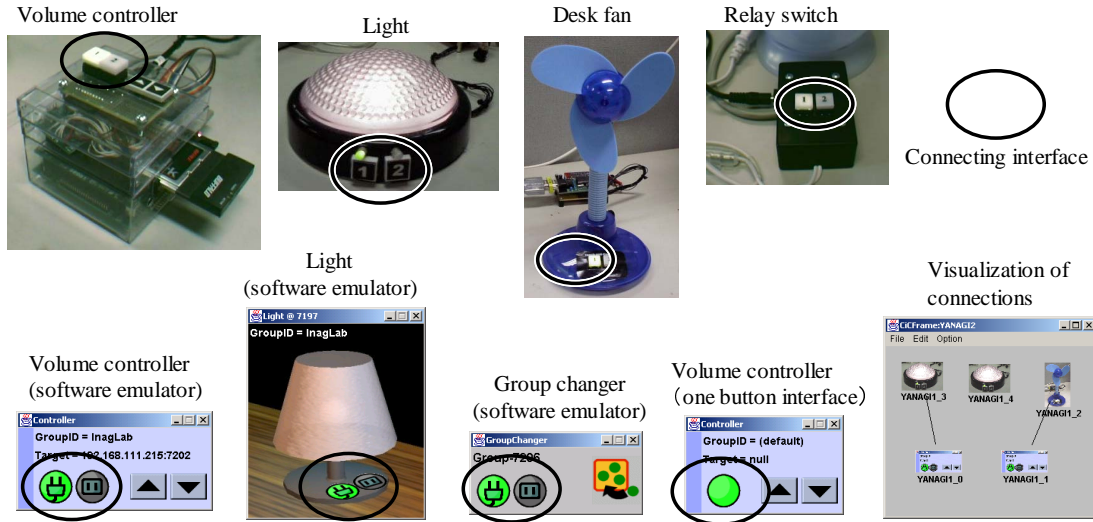 Volume controller
Light
Desk fan
Relay switch
1 2
1
1 2
Connecting interface
Light
(software emulator)
Visualization of
connections
Volume controller
(software emulator)
Group changer
(software emulator)
Volume controller
（one button interface）
Light @ 7197
GroupID = InagLab
CiCFrame:YANAGI2
File Edit Option
YANAGI1_3
YANAGI1_4
YANAGI1_2
YANAGI1_0
YANAGI1_1
Controller
GroupID = InagLab
Target = 192.168.111.215:7202
GroupChanger
Group-7206
Controller
GroupID = (default)
Target = null